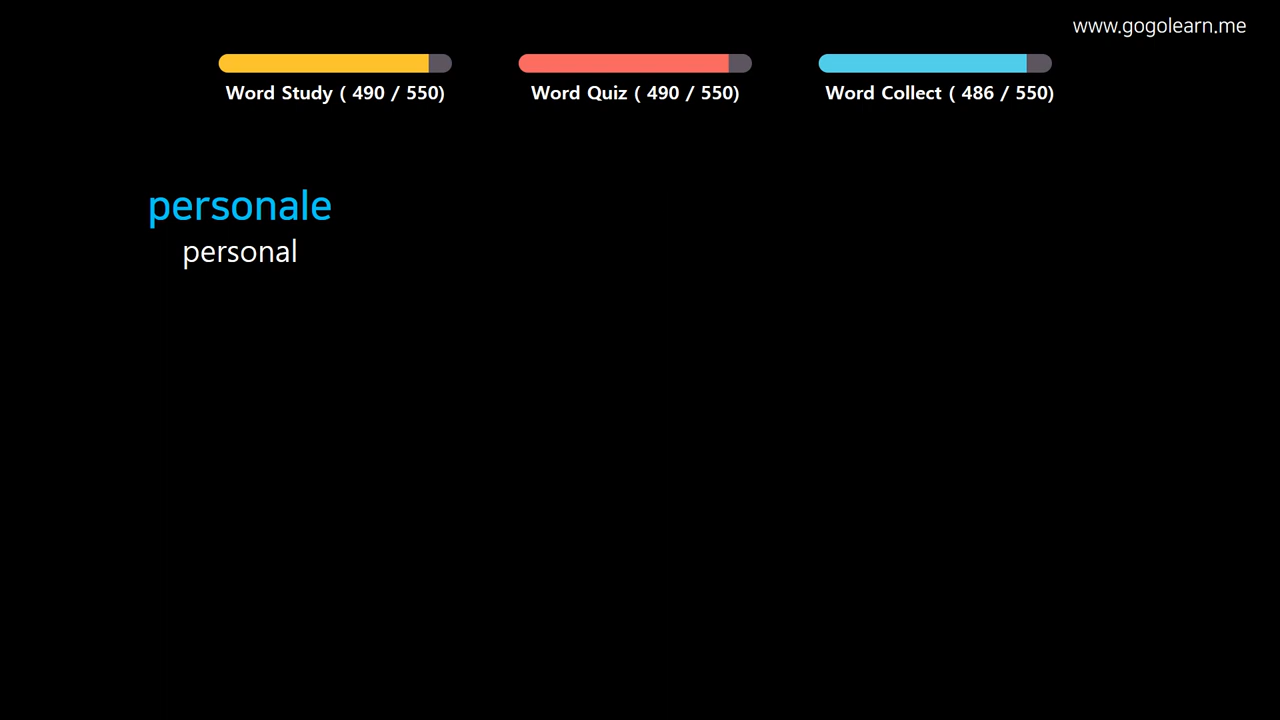 www.gogolearn.me
Word Study ( 490 / 550)
Word Quiz ( 490 / 550)
Word Collect ( 486 / 550)
personale
personal